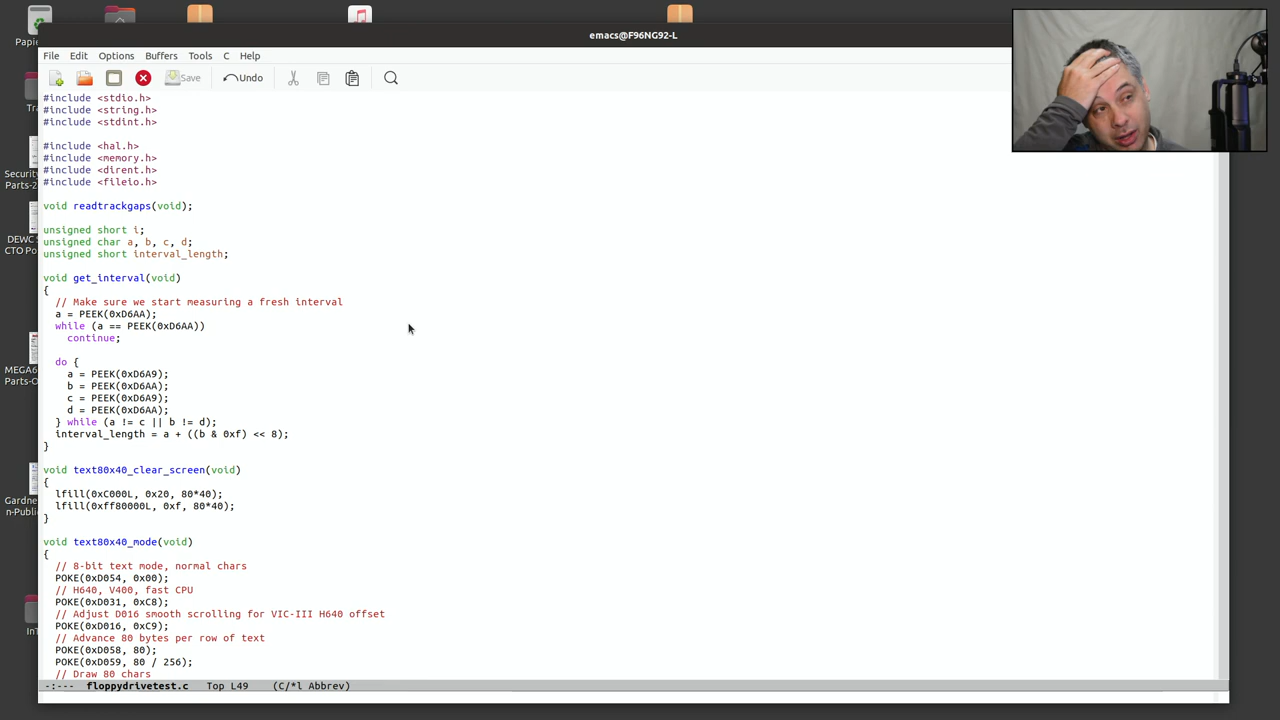 Papie
emacs@F96NG92-L
File Edit Options Buffers Tools C Help
Save Undo
Tra
Security
Parts-2
DEWC S
CTO Po
MEGA6
Parts-O
Gardne
n-Public
InT
#include <stdio.h>
#include <string.h>
#include <stdint.h>
#include <hal.h>
#include <memory.h>
#include <dirent.h>
#include <fileio.h>
void readtrackgaps(void);
unsigned short i;
unsigned char a, b, c, d;
unsigned short interval_length;
void get_interval(void)
{
// Make sure we start measuring a fresh interval
a = PEEK(0xD6AA);
while (a == PEEK(0xD6AA))
continue;
do {
a = PEEK(0xD6A9);
b = PEEK(0xD6AA);
c = PEEK(0xD6A9);
d = PEEK(0xD6AA);
} while (a != c || b != d);
interval_length = a + ((b & 0xf) << 8);
}
void text80x40_clear_screen(void)
{
lfill(0xC000L, 0x20, 80*40);
lfill(0xff80000L, 0xf, 80*40);
}
void text80x40_mode(void)
{
// 8-bit text mode, normal chars
POKE(0xD054, 0x00);
// H640, V400, fast CPU
POKE(0xD031, 0xC8);
// Adjust D016 smooth scrolling for VIC-III H640 offset
POKE(0xD016, 0xC9);
// Advance 80 bytes per row of text
POKE(0xD058, 80);
POKE(0xD059, 80 / 256);
// Draw 80 chars
-:--- floppydrivetest.c Top L49 (C/*l Abbrev)